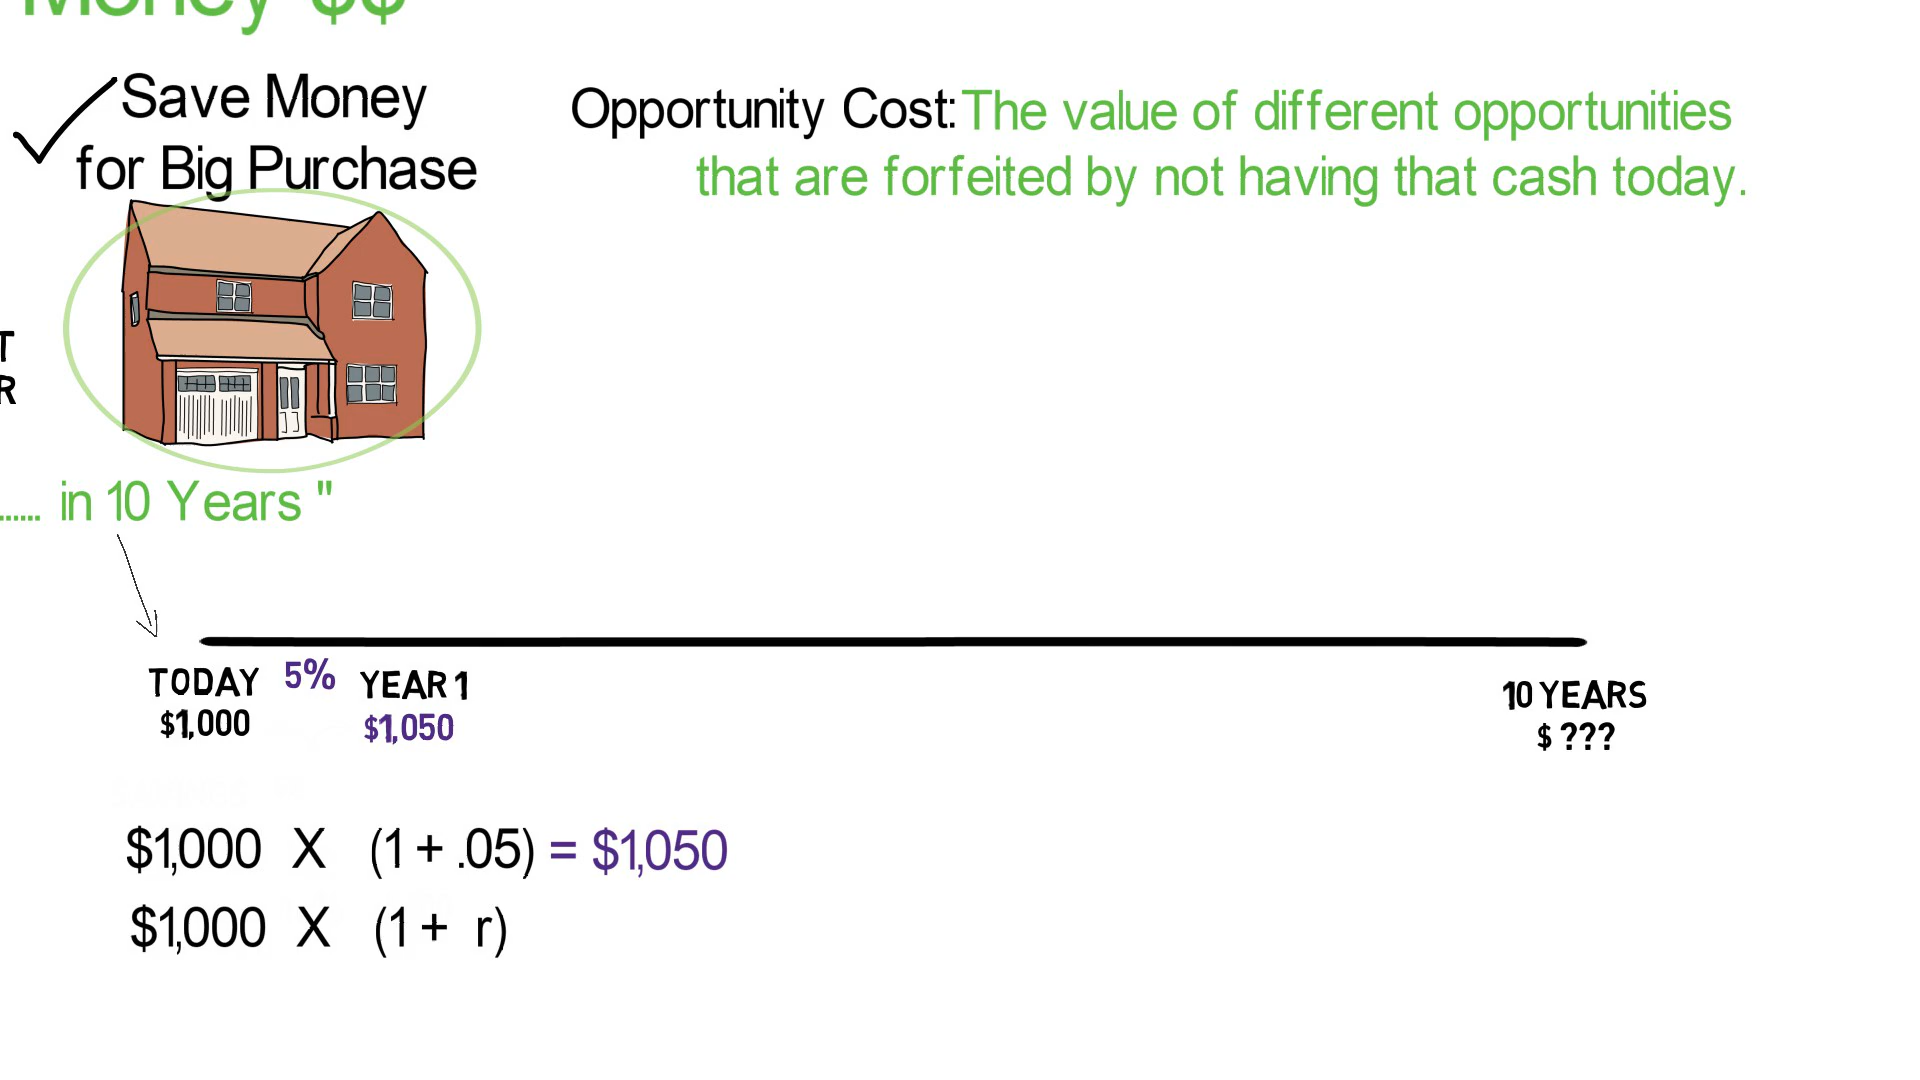 Money $$
Save Money
for Big Purchase
Opportunity Cost: The value of different opportunities
that are forfeited by not having that cash today.
T
R
...... in 10 Years "
TODAY 5% YEAR 1
$1,000 $1,050
10 YEARS
$ ???
$1,000 X (1 + .05) = $1,050
$1,000 X (1 + r)